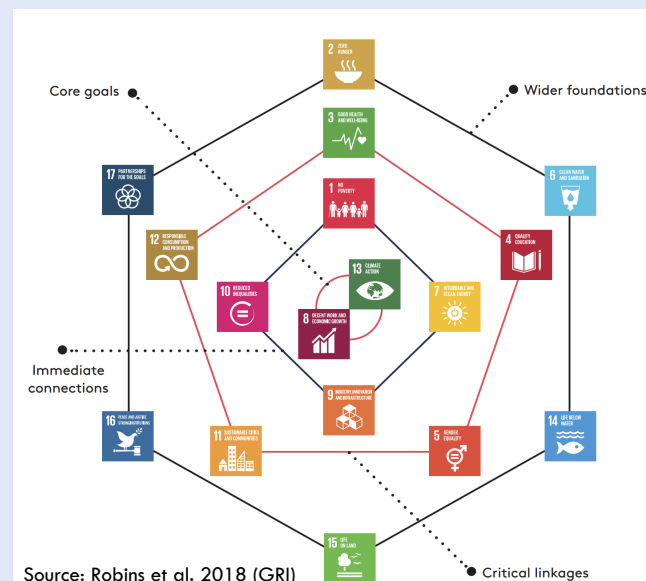 2 ZERO
HUNGER
Core goals
Wider foundations
3 GOOD HEALTH
AND WELL-BEING
17 PARTNERSHIPS
FOR THE GOALS
6 CLEAN WATER
AND SANITATION
1 NO
POVERTY
12 RESPONSIBLE
CONSUMPTION
AND PRODUCTION
4 QUALITY
EDUCATION
13 CLIMATE
ACTION
10 REDUCED
INEQUALITIES
7 AFFORDABLE AND
CLEAN ENERGY
8 DECENT WORK AND
ECONOMIC GROWTH
Immediate
connections
9 INDUSTRY, INNOVATION
AND INFRASTRUCTURE
16 PEACE AND JUSTICE
STRONG INSTITUTIONS
14 LIFE BELOW
WATER
11 SUSTAINABLE CITIES
AND COMMUNITIES
5 GENDER
EQUALITY
15 LIFE
ON LAND
Source: Robins et al. 2018 (GRI)
Critical linkages